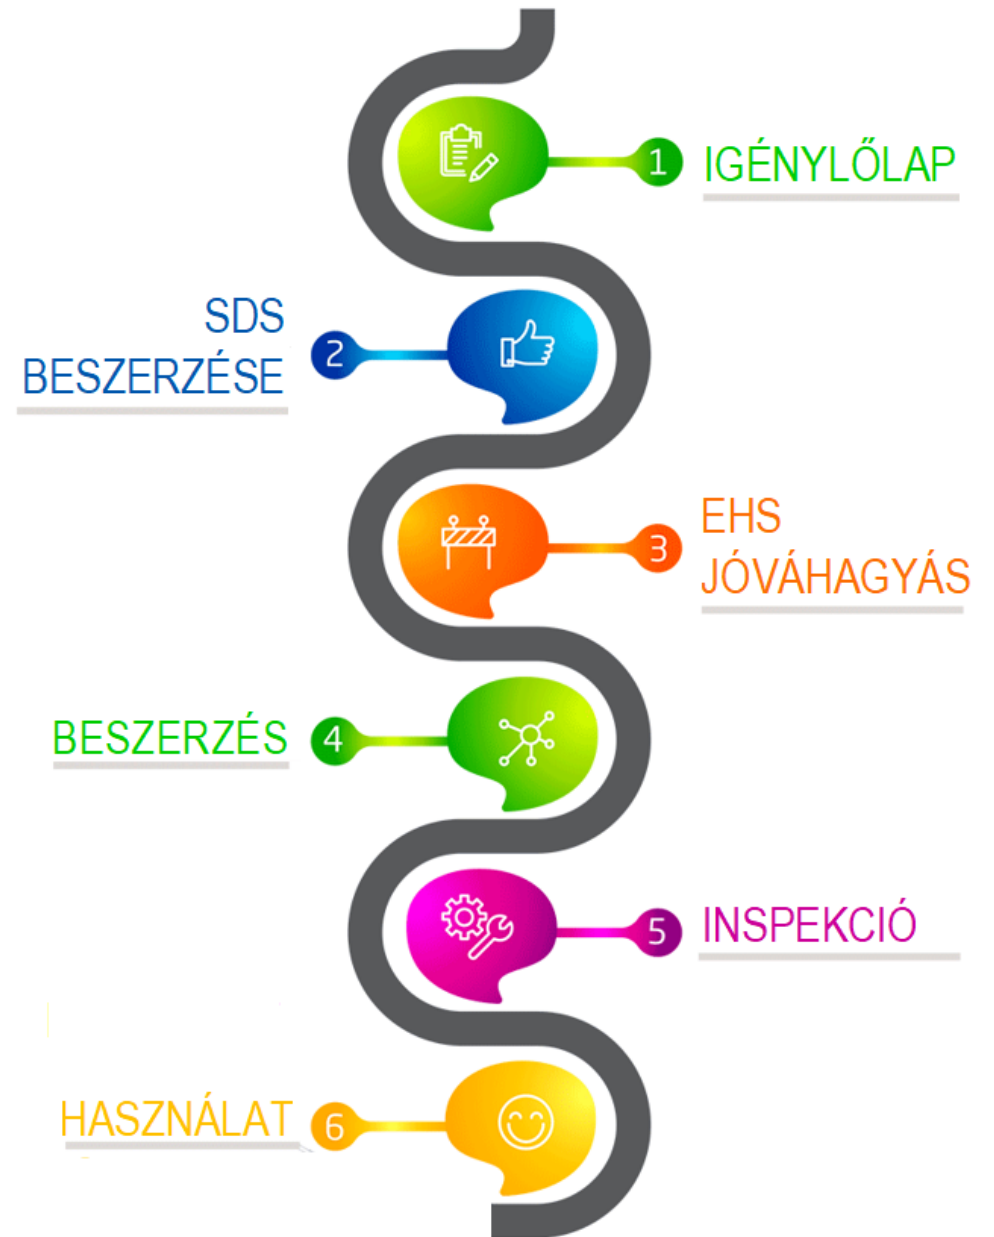 1 IGÉNYLŐLAP
SDS
BESZERZÉSE 2
EHS
3 JÓVÁHAGYÁS
BESZERZÉS 4
5 INSPEKCIÓ
HASZNÁLAT 6